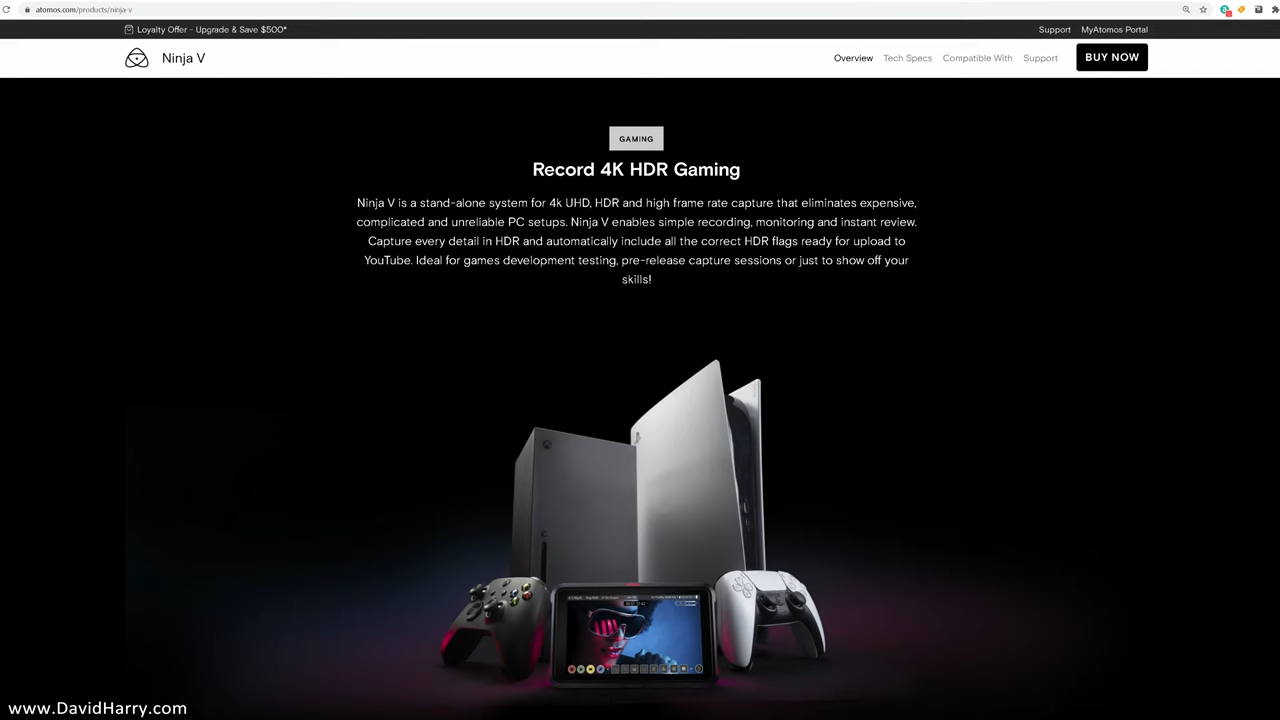 atomos.com/products/ninja-v
Loyalty Offer - Upgrade & Save $500*
Support
MyAtomos Portal
Ninja V
Overview
Tech Specs
Compatible With
Support
BUY NOW
GAMING
Record 4K HDR Gaming
Ninja V is a stand-alone system for 4k UHD, HDR and high frame rate capture that eliminates expensive,
complicated and unreliable PC setups. Ninja V enables simple recording, monitoring and instant review.
Capture every detail in HDR and automatically include all the correct HDR flags ready for upload to
YouTube. Ideal for games development testing, pre-release capture sessions or just to show off your
skills!
www.DavidHarry.com